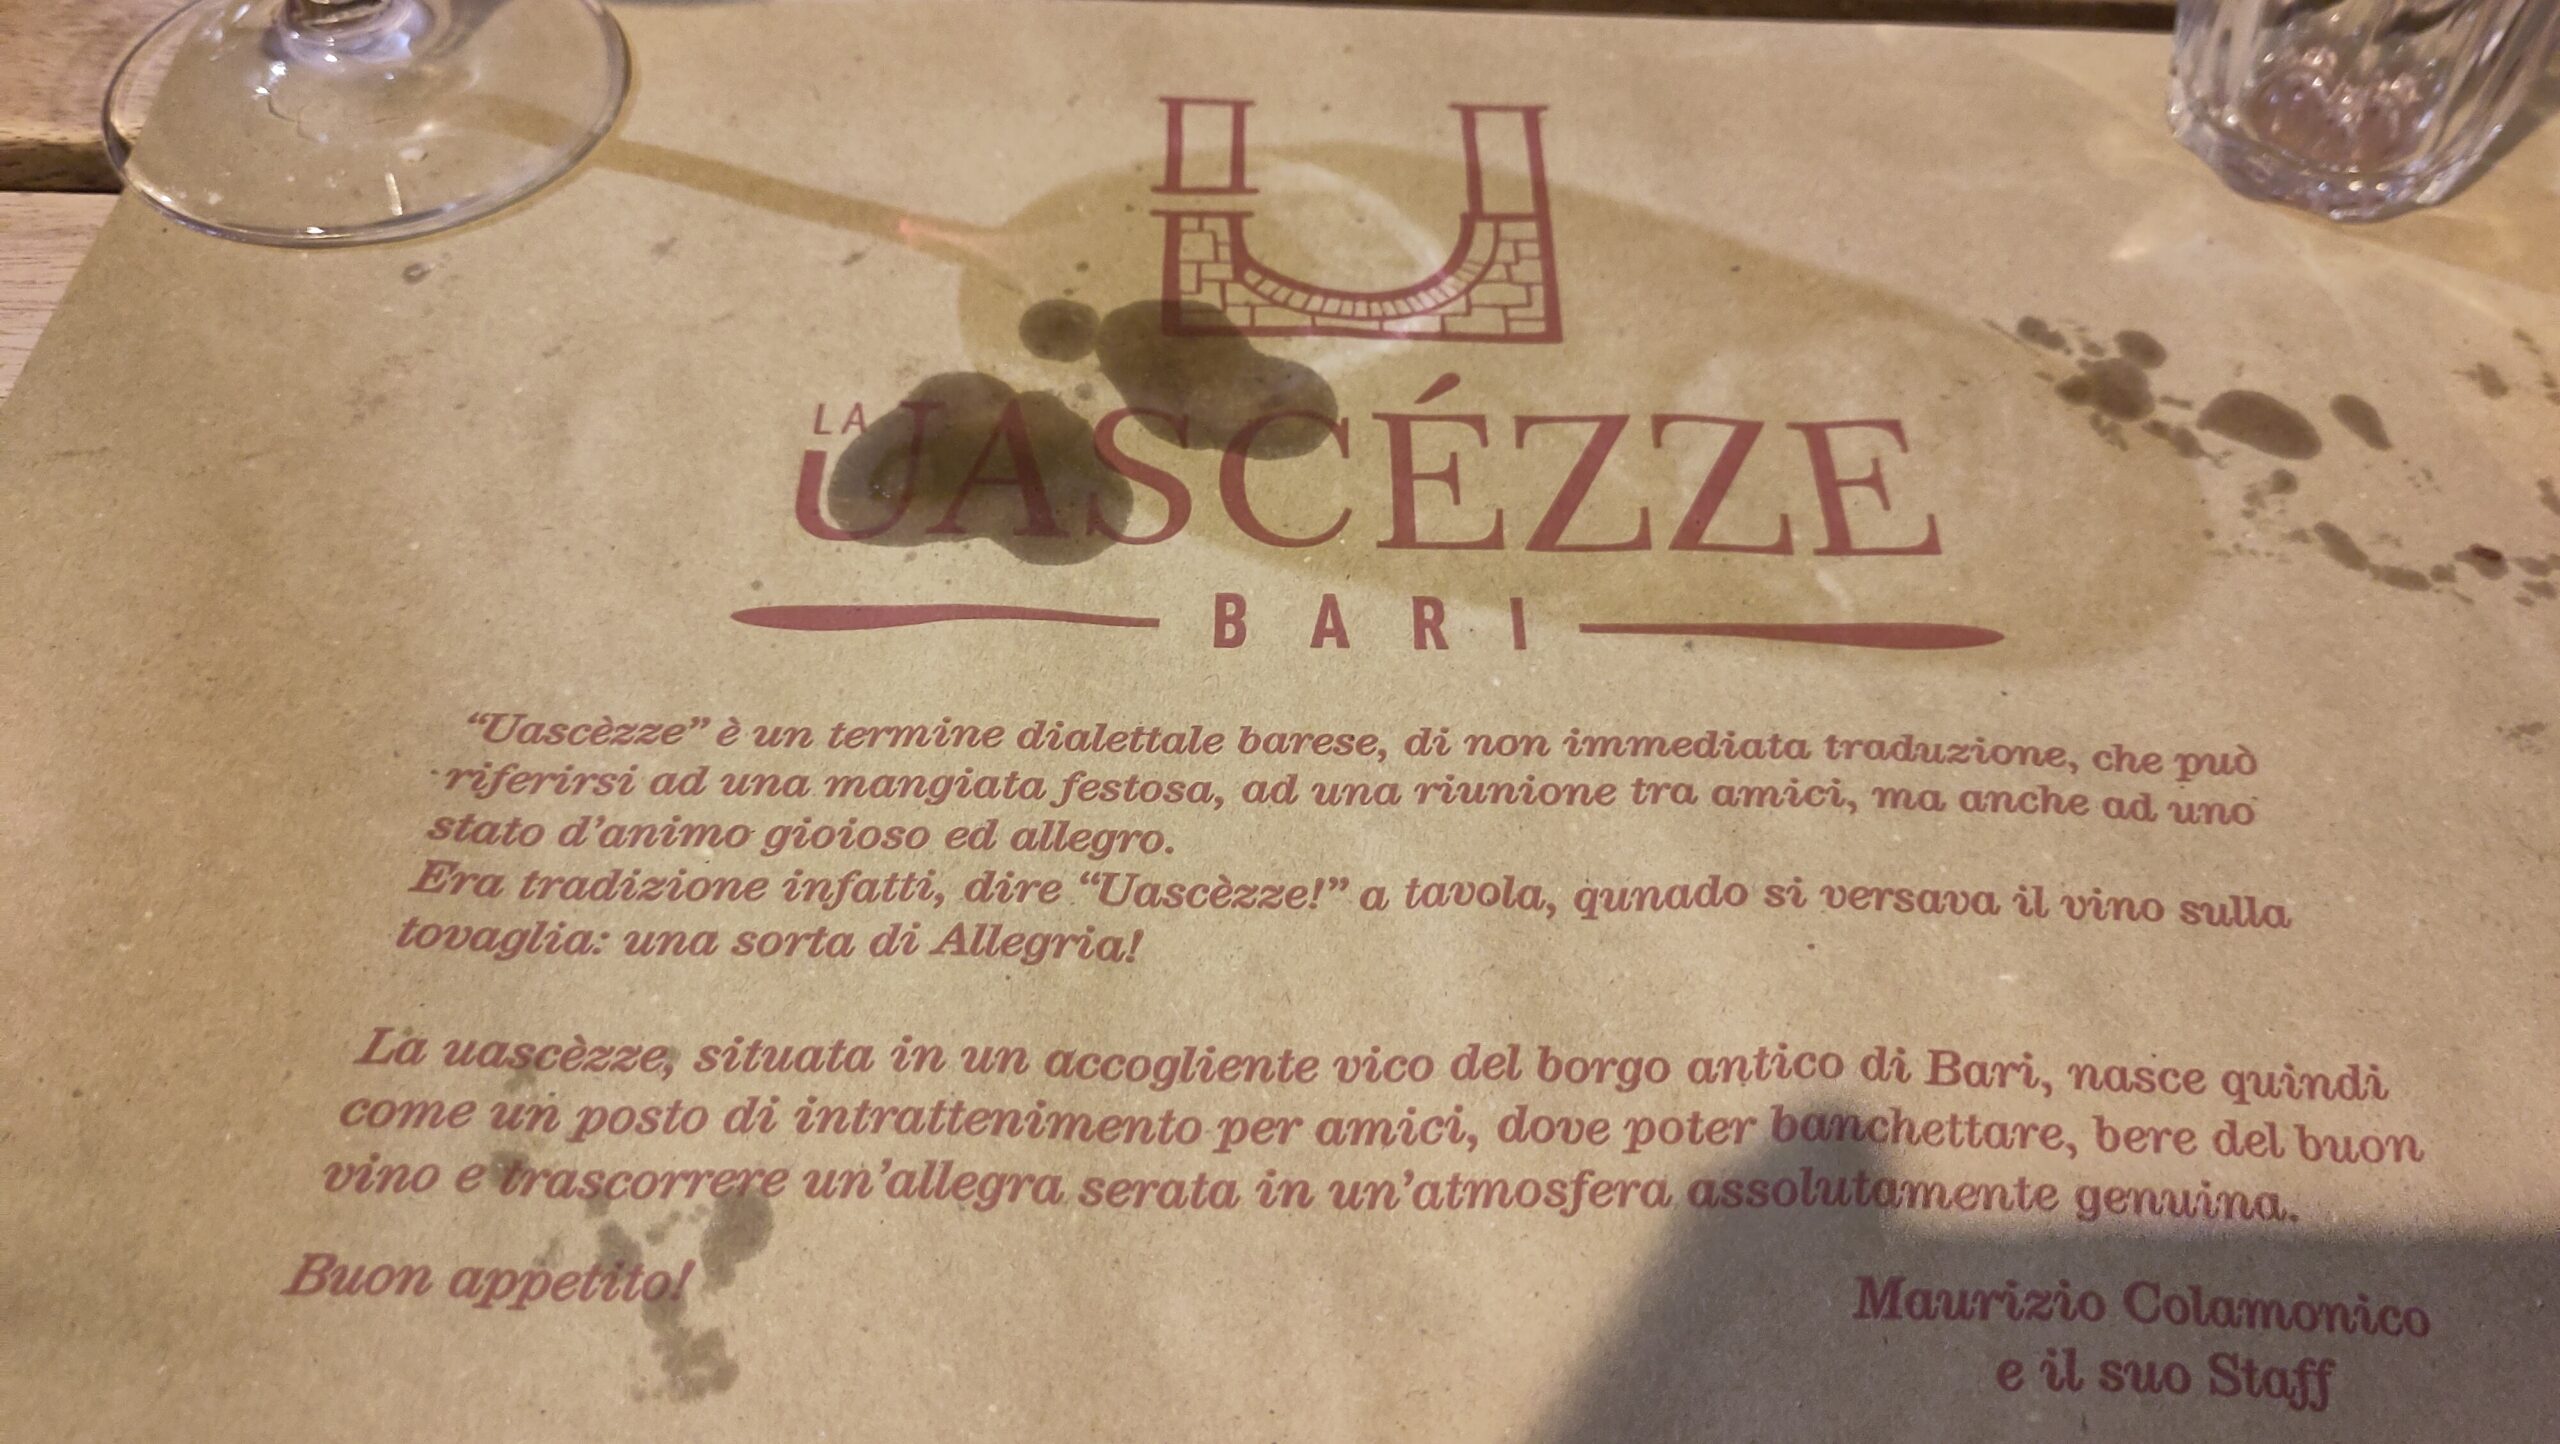 LA
UASCÉZZE
BARI
“Uascèzze” è un termine dialettale barese, di non immediata traduzione, che può
riferirsi ad una mangiata festosa, ad una riunione tra amici, ma anche ad uno
stato d’animo gioioso ed allegro.
Era tradizione infatti, dire “Uascèzze!” a tavola, qunado si versava il vino sulla
tovaglia: una sorta di Allegria!
La uascèzze, situata in un accogliente vico del borgo antico di Bari, nasce quindi
come un posto di intrattenimento per amici, dove poter banchettare, bere del buon
vino e trascorrere un’allegra serata in un’atmosfera assolutamente genuina.
Buon appetito!
Maurizio Colamonico
e il suo Staff